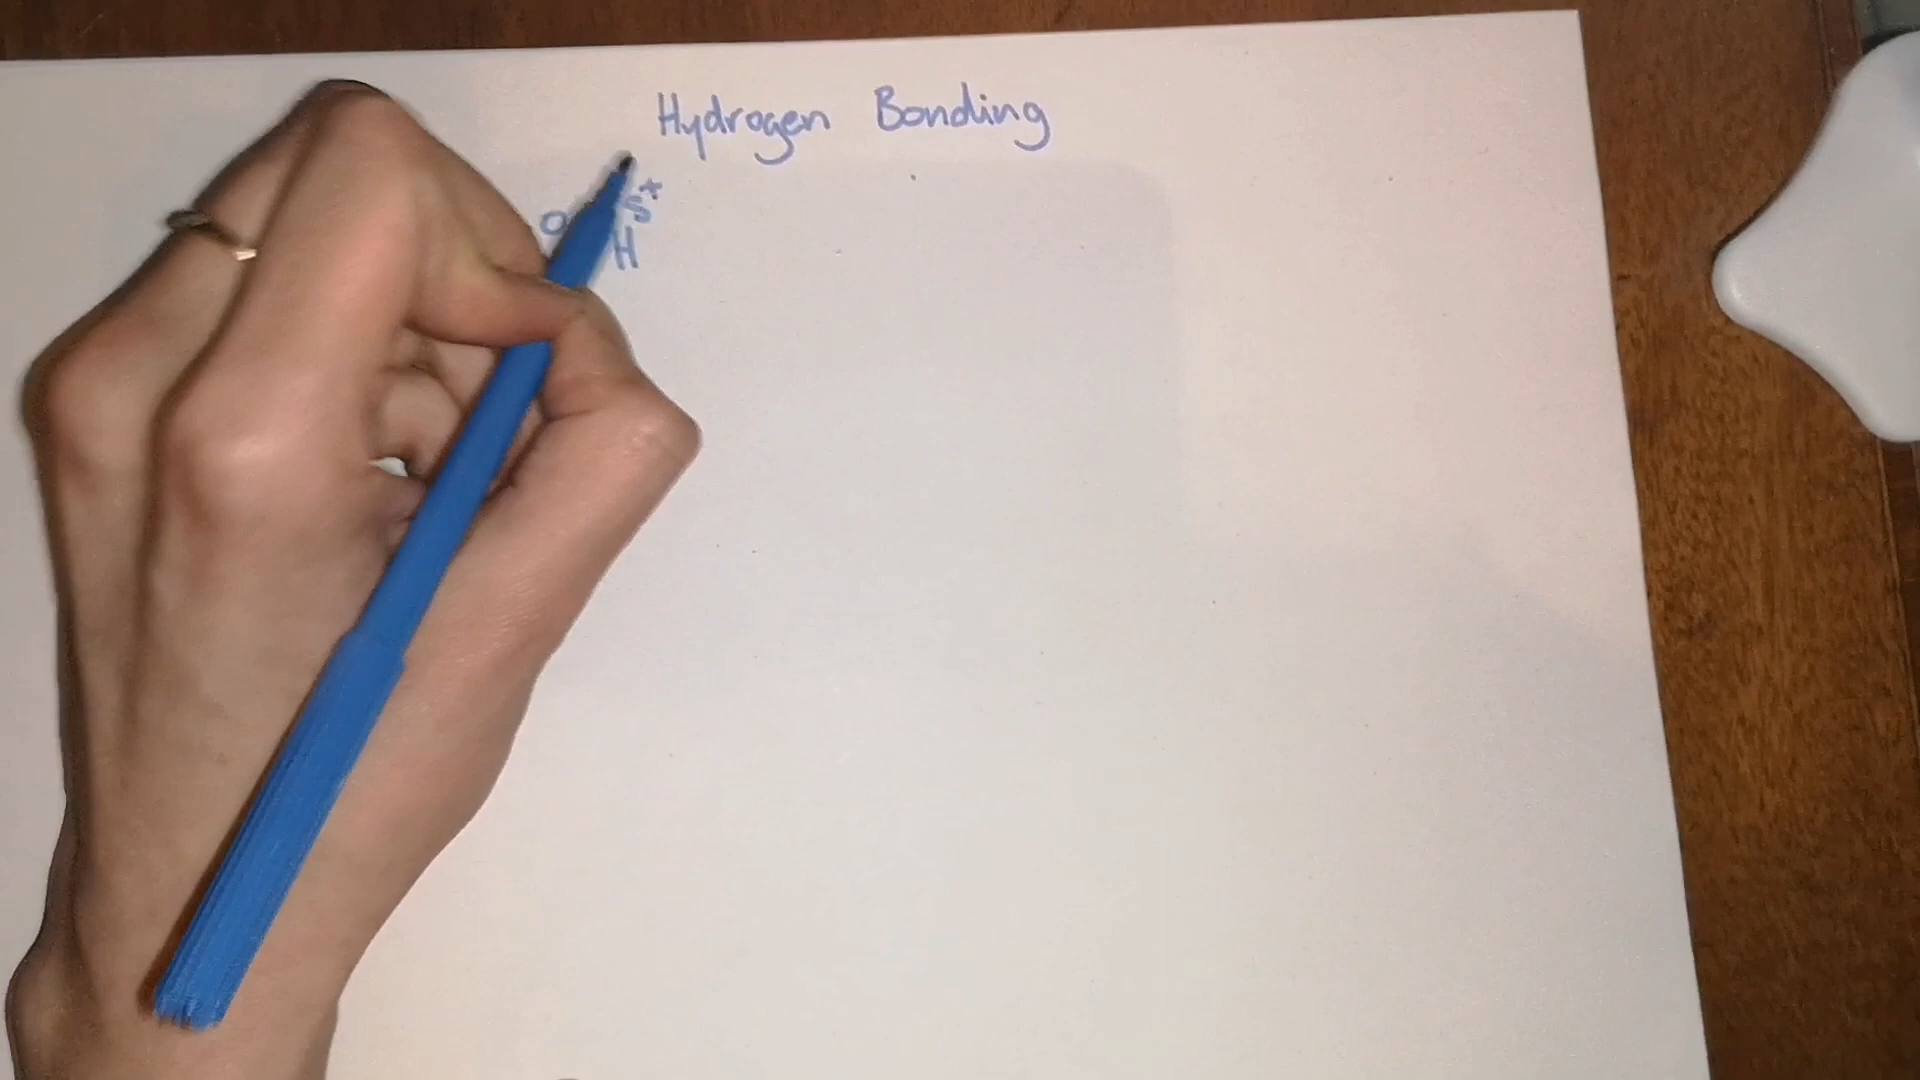 Hydrogen Bonding
δ+
O
H